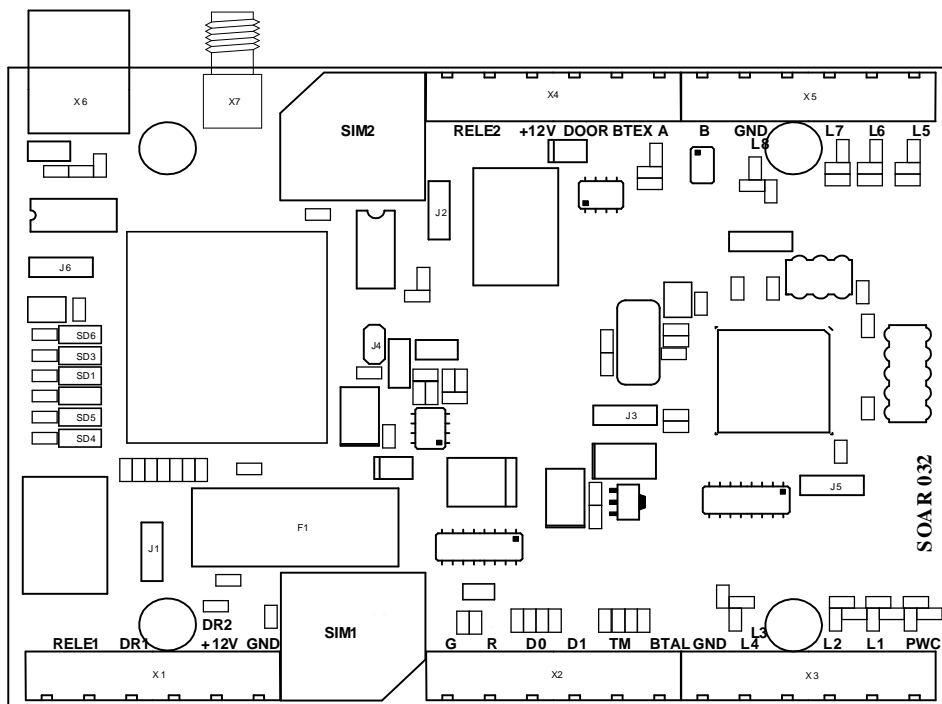 X6
X7
SIM2
X4
X5
RELE2 +12V DOOR BTEX A B GND L8 L7 L6 L5
J2
J6
SD6
SD3
SD1
SD5
SD4
J4
J3
J5
SOAR 032
F1
J1
SIM1
RELE1 DR1 DR2 +12V GND
G R D0 D1 TM BTAL GND L4 L3 L2 L1 PWC
X1
X2
X3